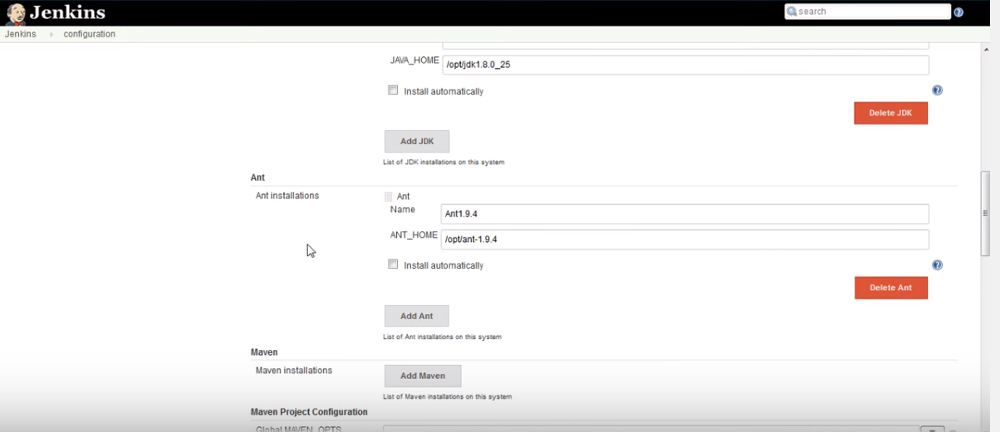 Jenkins
search
Jenkins
configuration
JAVA_HOME
/opt/jdk1.8.0_25
Install automatically
Delete JDK
Add JDK
List of JDK installations on this system
Ant
Ant installations
Ant
Name
Ant1.9.4
ANT_HOME
/opt/ant-1.9.4
Install automatically
Delete Ant
Add Ant
List of Ant installations on this system
Maven
Maven installations
Add Maven
List of Maven installations on this system
Maven Project Configuration
Global MAVEN_OPTS